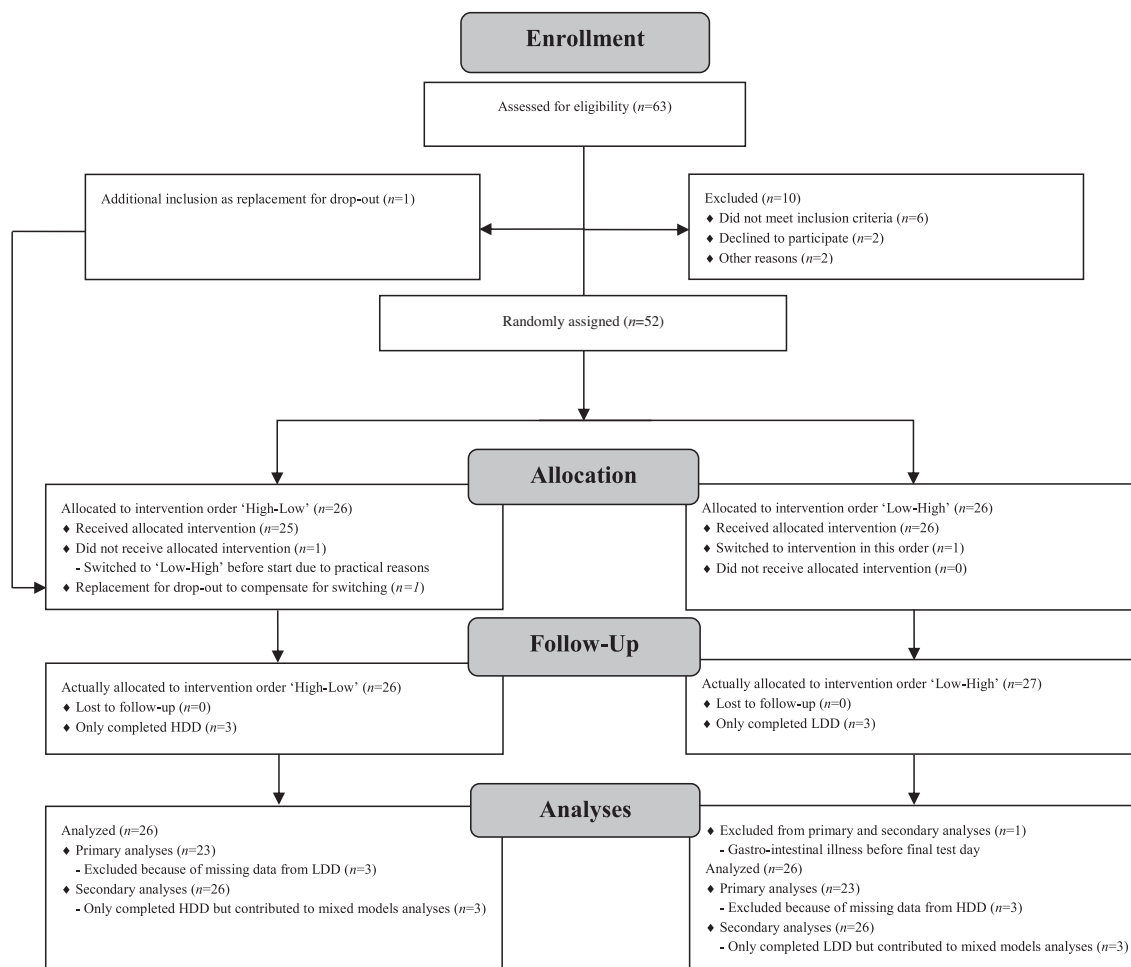 Enrollment
Assessed for eligibility (n=63)
Additional inclusion as replacement for drop-out (n=1)
Excluded (n=10)
♦ Did not meet inclusion criteria (n=6)
♦ Declined to participate (n=2)
♦ Other reasons (n=2)
Randomly assigned (n=52)
Allocation
Allocated to intervention order ‘High-Low’ (n=26)
♦ Received allocated intervention (n=25)
♦ Did not receive allocated intervention (n=1)
- Switched to ‘Low-High’ before start due to practical reasons
♦ Replacement for drop-out to compensate for switching (n=1)
Allocated to intervention order ‘Low-High’ (n=26)
♦ Received allocated intervention (n=26)
♦ Switched to intervention in this order (n=1)
♦ Did not receive allocated intervention (n=0)
Follow-Up
Actually allocated to intervention order ‘High-Low’ (n=26)
♦ Lost to follow-up (n=0)
♦ Only completed HDD (n=3)
Actually allocated to intervention order ‘Low-High’ (n=27)
♦ Lost to follow-up (n=0)
♦ Only completed LDD (n=3)
Analyses
Analyzed (n=26)
♦ Primary analyses (n=23)
- Excluded because of missing data from LDD (n=3)
♦ Secondary analyses (n=26)
- Only completed HDD but contributed to mixed models analyses (n=3)
♦ Excluded from primary and secondary analyses (n=1)
- Gastro-intestinal illness before final test day
Analyzed (n=26)
♦ Primary analyses (n=23)
- Excluded because of missing data from HDD (n=3)
♦ Secondary analyses (n=26)
- Only completed LDD but contributed to mixed models analyses (n=3)